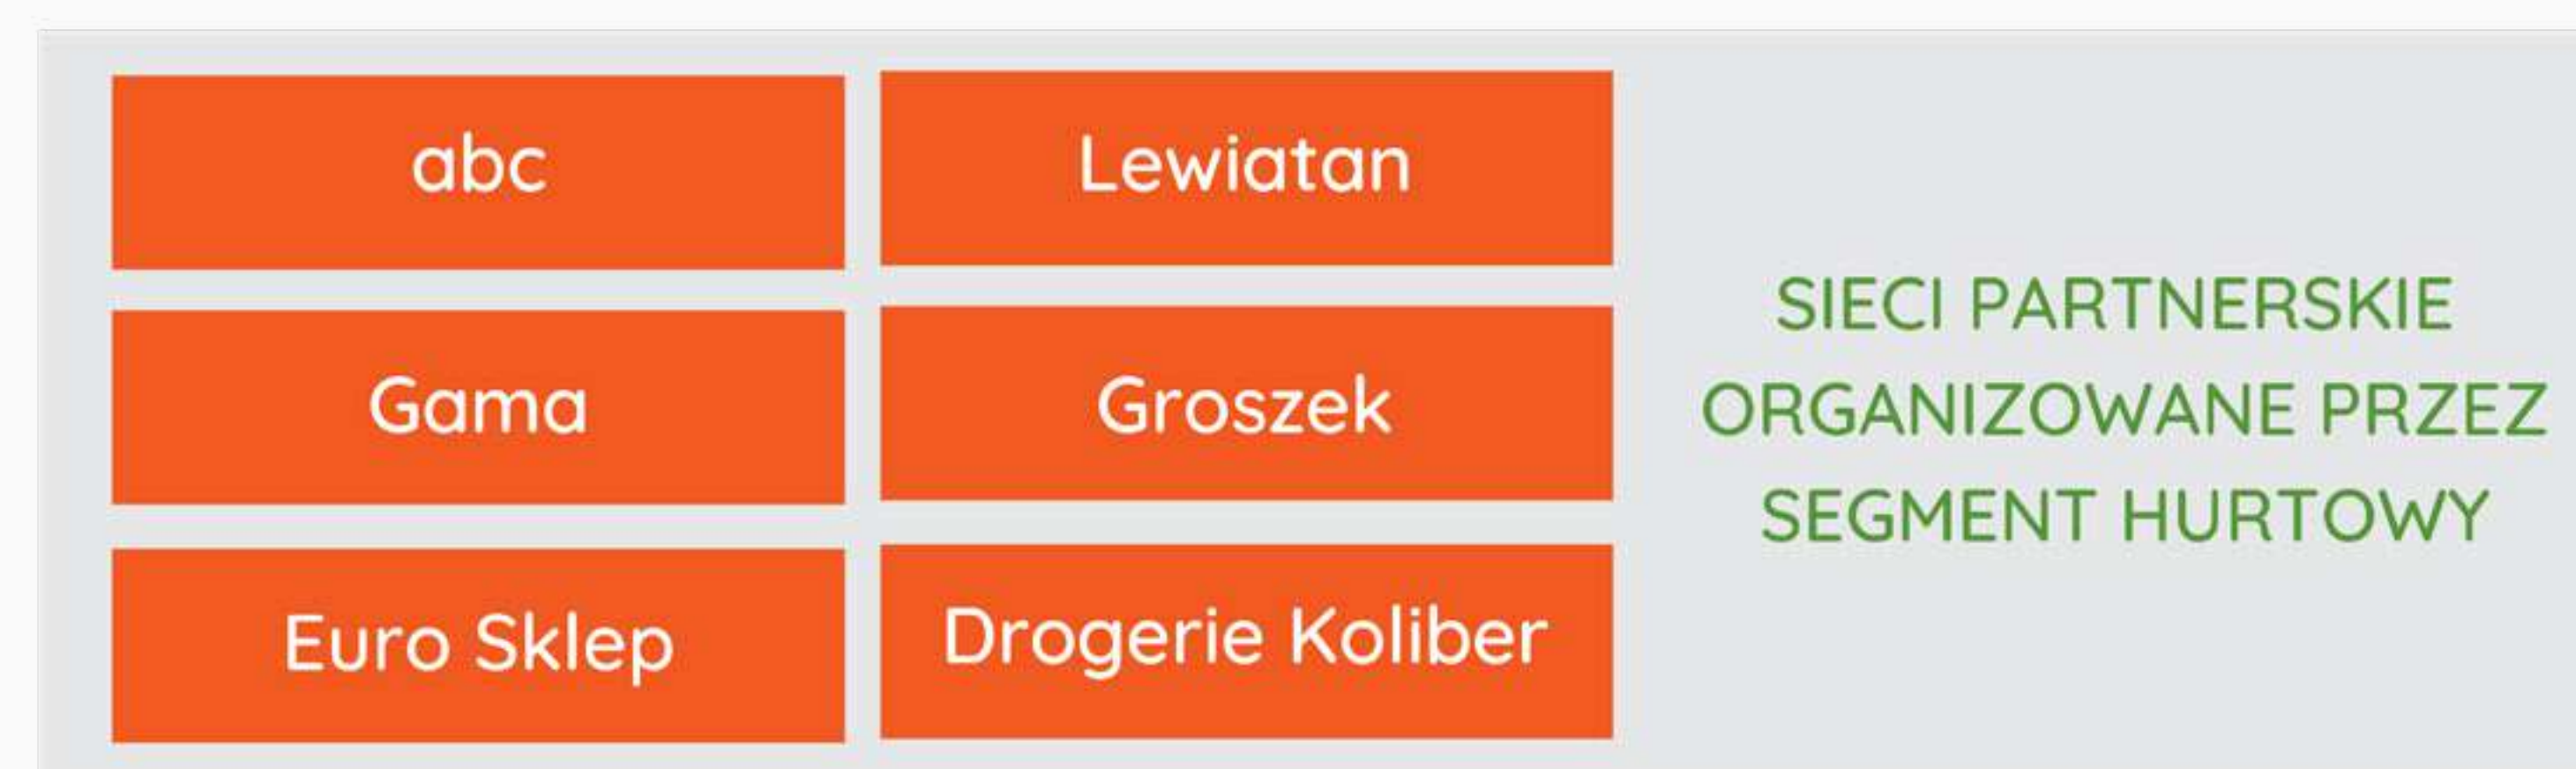 abc
Lewiatan
Gama
Groszek
Euro Sklep
Drogerie Koliber
SIECI PARTNERSKIE
ORGANIZOWANE PRZEZ
SEGMENT HURTOWY